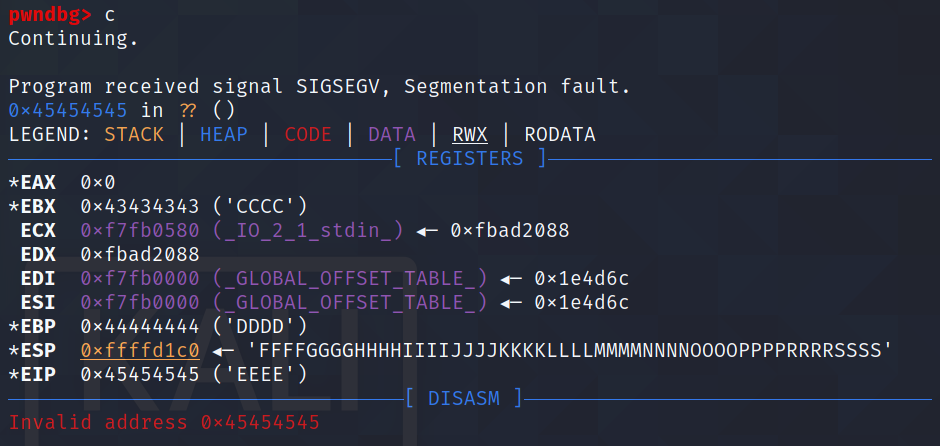 pwndbg> c
Continuing.
Program received signal SIGSEGV, Segmentation fault.
0×45454545 in ?? ()
LEGEND: STACK | HEAP | CODE | DATA | RWX | RODATA
[ REGISTERS ]
*EAX 0×0
*EBX 0×43434343 ('CCCC')
ECX 0×f7fb0580 (_IO_2_1_stdin_) ◂— 0×fbad2088
EDX 0×fbad2088
EDI 0×f7fb0000 (_GLOBAL_OFFSET_TABLE_) ◂— 0×1e4d6c
ESI 0×f7fb0000 (_GLOBAL_OFFSET_TABLE_) ◂— 0×1e4d6c
*EBP 0×44444444 ('DDDD')
*ESP 0×ffffd1c0 ◂— 'FFFFGGGGHHHHIIIIJJJJKKKKLLLLMMMMNNNNOOOOPPPPRRRRSSSS'
*EIP 0×45454545 ('EEEE')
[ DISASM ]
Invalid address 0×45454545
KALI